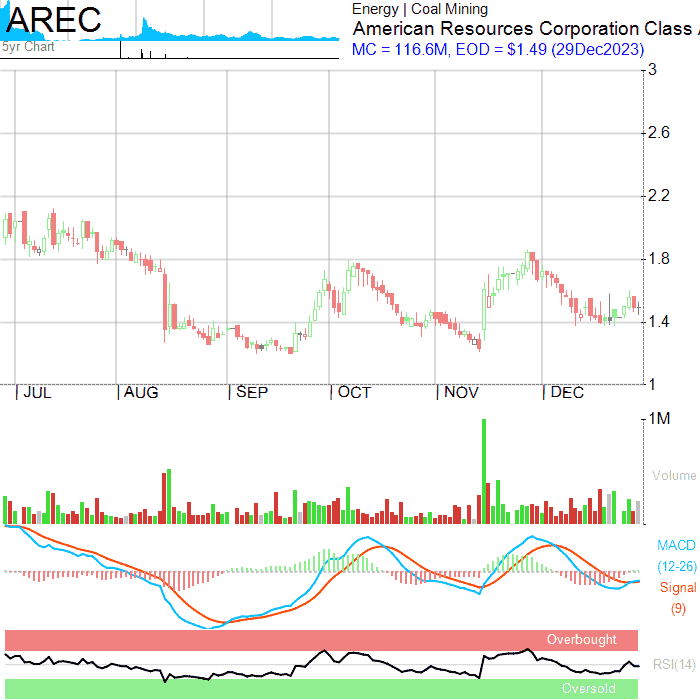 AREC
5yr Chart
Energy | Coal Mining
American Resources Corporation Class
MC = 116.6M, EOD = $1.49 (29Dec2023)
3
2.6
2.2
1.8
1.4
1
JUL AUG SEP OCT NOV DEC
1M
Volume
MACD
(12-26)
Signal
(9)
Overbought
RSI(14)
Oversold